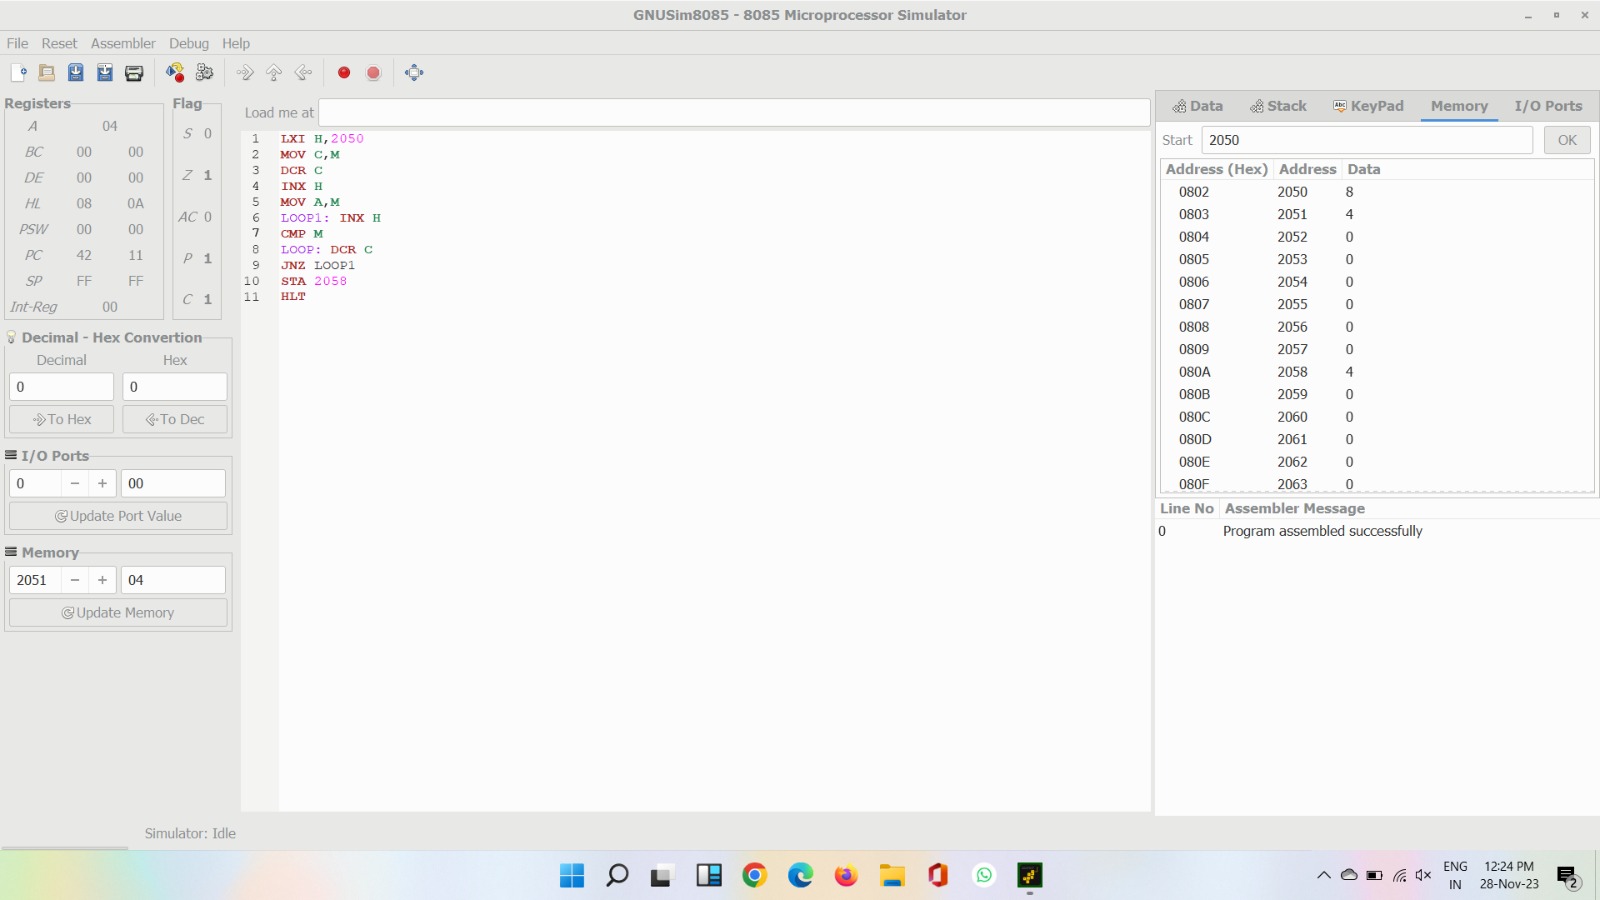 GNUSim8085 - 8085 Microprocessor Simulator
File Reset Assembler Debug Help
Registers
A 04
BC 00 00
DE 00 00
HL 08 0A
PSW 00 00
PC 42 11
SP FF FF
Int-Reg 00
Flag
S 0
Z 1
AC 0
P 1
C 1
Decimal - Hex Convertion
Decimal Hex
0 0
To Hex To Dec
I/O Ports
0 - + 00
Update Port Value
Memory
2051 - + 04
Update Memory
Load me at
1 LXI H,2050
2 MOV C,M
3 DCR C
4 INX H
5 MOV A,M
6 LOOP1: INX H
7 CMP M
8 LOOP: DCR C
9 JNZ LOOP1
10 STA 2058
11 HLT
Data Stack KeyPad Memory I/O Ports
Start 2050 OK
Address (Hex) Address Data
0802 2050 8
0803 2051 4
0804 2052 0
0805 2053 0
0806 2054 0
0807 2055 0
0808 2056 0
0809 2057 0
080A 2058 4
080B 2059 0
080C 2060 0
080D 2061 0
080E 2062 0
080F 2063 0
Line No Assembler Message
0 Program assembled successfully
Simulator: Idle
ENG
IN
12:24 PM
28-Nov-23
2